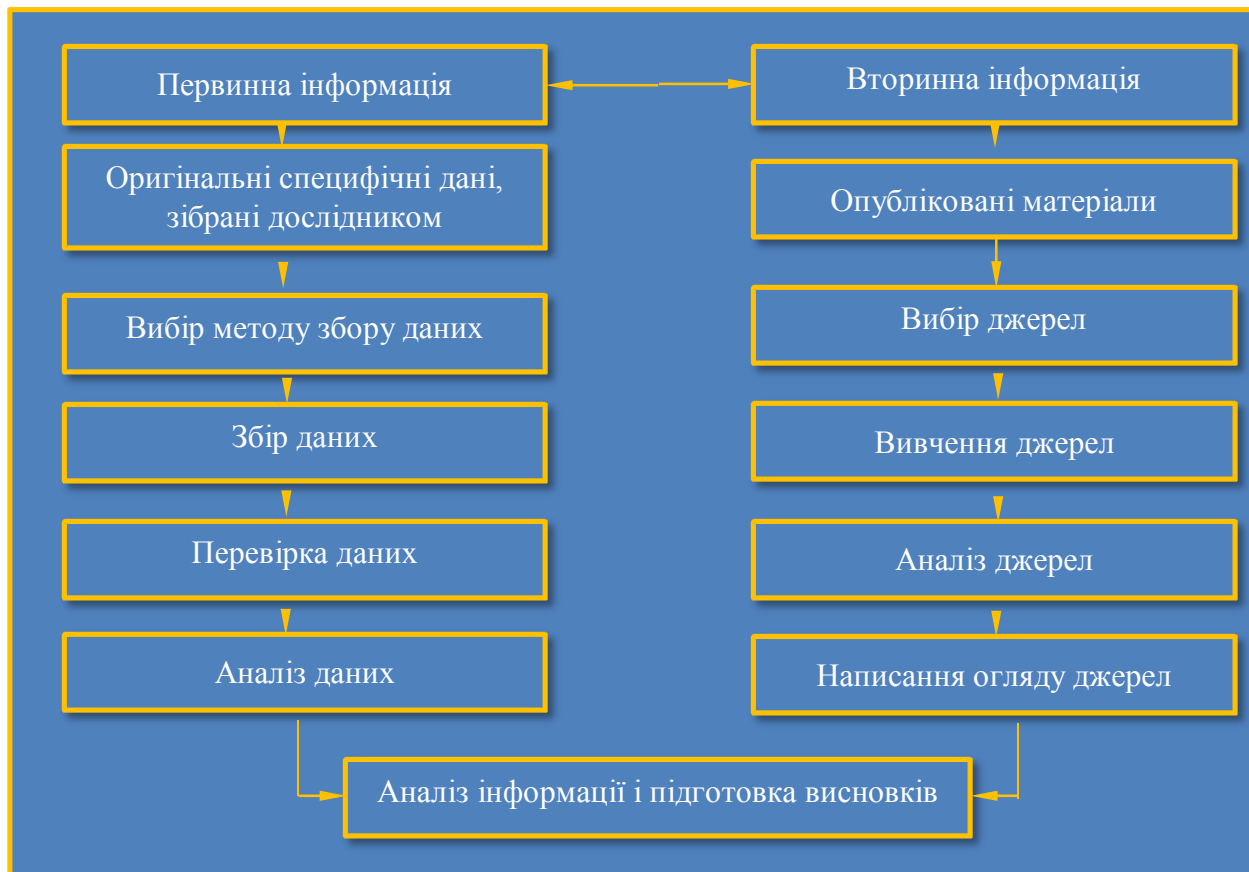 Первинна інформація
Оригінальні специфічні дані,
зібрані дослідником
Вибір методу збору даних
Збір даних
Перевірка даних
Аналіз даних
Вторинна інформація
Опубліковані матеріали
Вибір джерел
Вивчення джерел
Аналіз джерел
Написання огляду джерел
Аналіз інформації і підготовка висновків